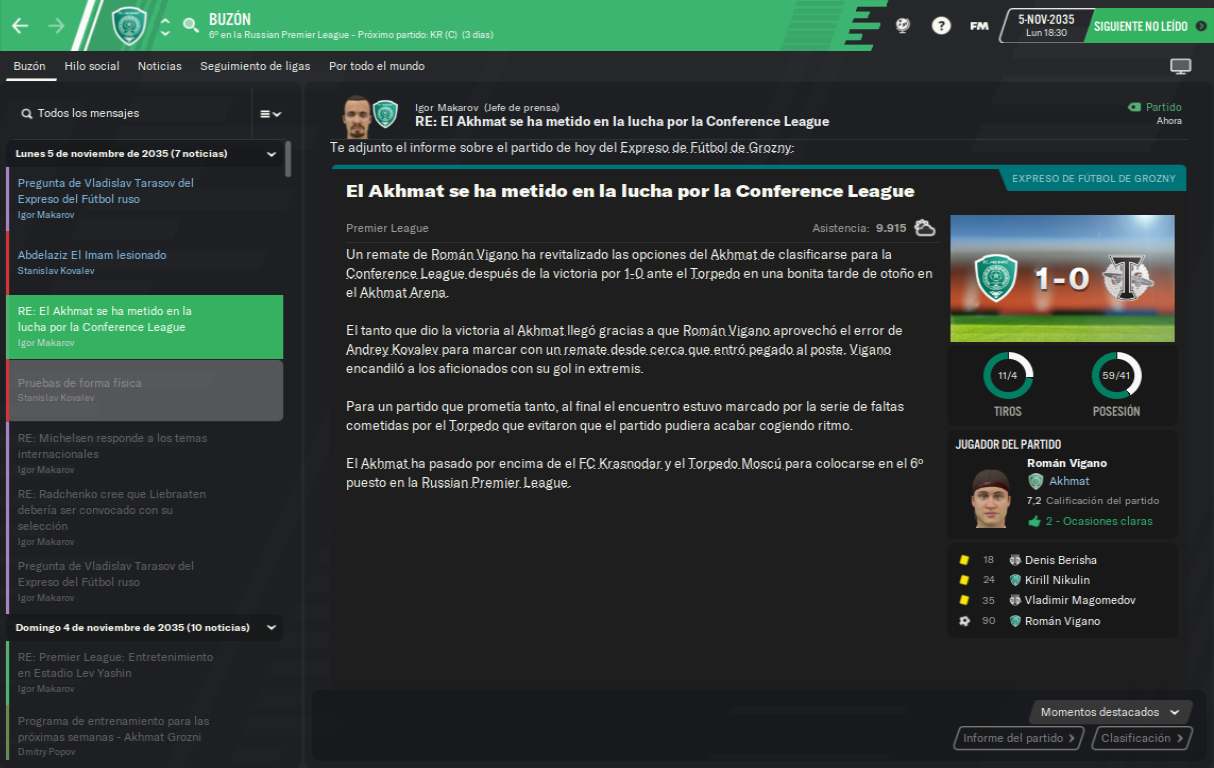 BUZÓN
6º en la Russian Premier League - Próximo partido: KR (C) (3 días)
?
FM
5-NOV-2035
Lun 18:30
SIGUIENTE NO LEÍDO
Buzón
Hilo social
Noticias
Seguimiento de ligas
Por todo el mundo
Todos los mensajes
Lunes 5 de noviembre de 2035 (7 noticias)
Pregunta de Vladislav Tarasov del
Expreso del Fútbol ruso
Igor Makarov
Abdelaziz El Imam lesionado
Stanislav Kovalev
RE: El Akhmat se ha metido en la
lucha por la Conference League
Igor Makarov
Pruebas de forma física
Stanislav Kovalev
RE: Michelsen responde a los temas
internacionales
Igor Makarov
RE: Radchenko cree que Liebraaten
debería ser convocado con su
selección
Igor Makarov
Pregunta de Vladislav Tarasov del
Expreso del Fútbol ruso
Igor Makarov
Domingo 4 de noviembre de 2035 (10 noticias)
RE: Premier League: Entretenimiento
en Estadio Lev Yashin
Igor Makarov
Programa de entrenamiento para las
próximas semanas - Akhmat Grozni
Dmitry Popov
Igor Makarov (Jefe de prensa)
RE: El Akhmat se ha metido en la lucha por la Conference League
Partido
Ahora
Te adjunto el informe sobre el partido de hoy del Expreso de Fútbol de Grozny:
EXPRESO DE FÚTBOL DE GROZNY
El Akhmat se ha metido en la lucha por la Conference League
Premier League
Asistencia: 9.915
Un remate de Román Vigano ha revitalizado las opciones del Akhmat de clasificarse para la
Conference League después de la victoria por 1-0 ante el Torpedo en una bonita tarde de otoño en
el Akhmat Arena.
El tanto que dio la victoria al Akhmat llegó gracias a que Román Vigano aprovechó el error de
Andrey Kovalev para marcar con un remate desde cerca que entró pegado al poste. Vigano
encandiló a los aficionados con su gol in extremis.
Para un partido que prometía tanto, al final el encuentro estuvo marcado por la serie de faltas
cometidas por el Torpedo que evitaron que el partido pudiera acabar cogiendo ritmo.
El Akhmat ha pasado por encima de el FC Krasnodar y el Torpedo Moscú para colocarse en el 6º
puesto en la Russian Premier League.
1-0
11/4
59/41
TIROS
POSESIÓN
JUGADOR DEL PARTIDO
Román Vigano
Akhmat
7,2 Calificación del partido
2 - Ocasiones claras
18 Denis Berisha
24 Kirill Nikulin
35 Vladimir Magomedov
90 Román Vigano
Momentos destacados
Informe del partido
Clasificación